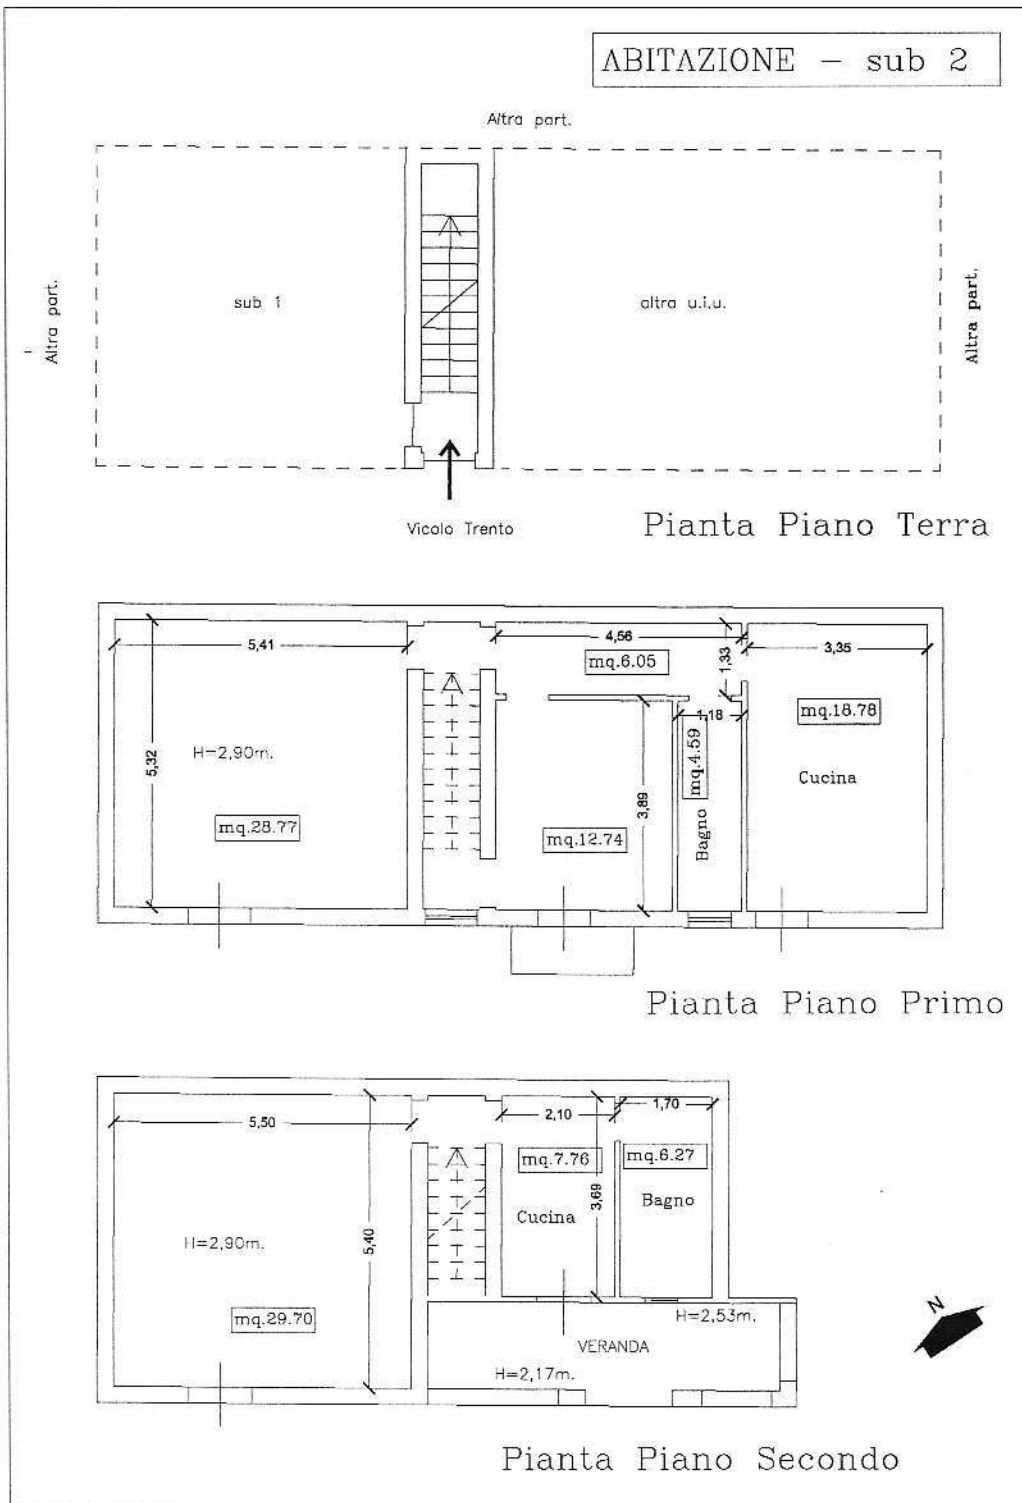 ABITAZIONE - sub 2
Altra part.
Altra part.
sub 1
altra u.i.u.
Altra part.
Vicolo Trento
Pianta Piano Terra
5,41
4,56
mq.6.05
1,33
3,35
mq.18.78
1,18
H=2,90m.
5,32
mq.4.59
Cucina
3,89
mq.28.77
mq.12.74
Bagno
Pianta Piano Primo
5,50
2,10
1,70
mq.7.76
mq.6.27
3,69
Cucina
Bagno
H=2,90m.
5,40
mq.29.70
N
H=2,53m.
VERANDA
H=2,17m.
Pianta Piano Secondo